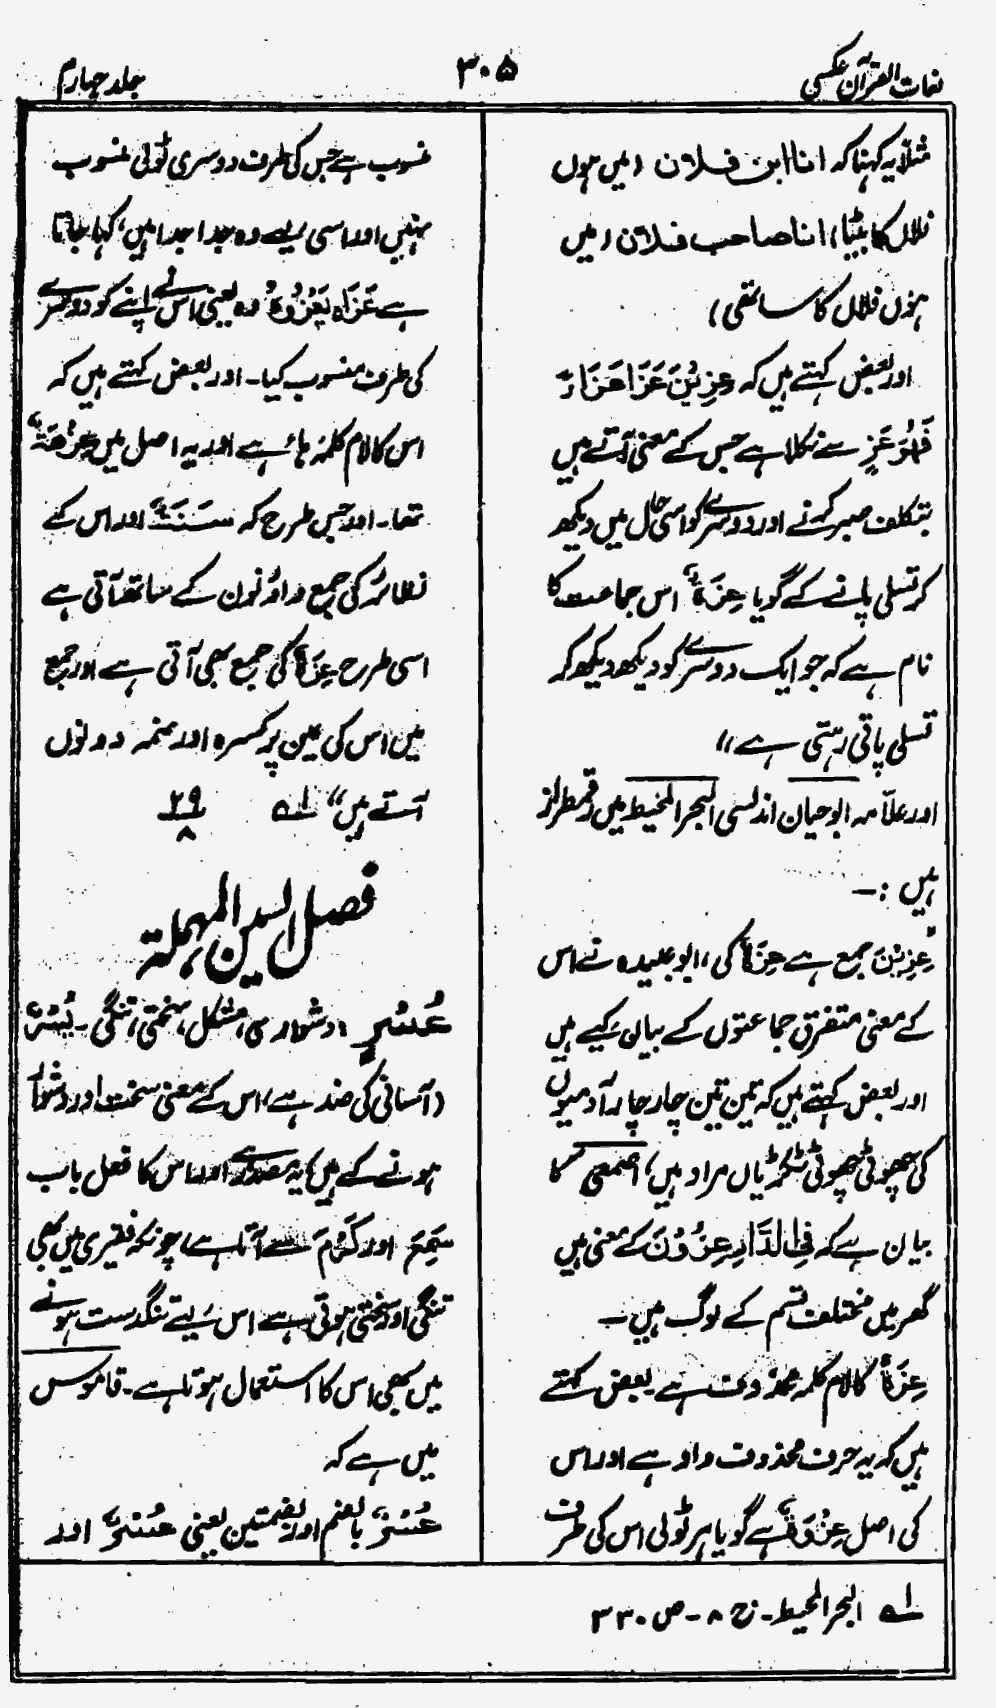 لغات القرآن عکسی
۳۰۵
جلد چہارم
مثلاً یہ کہنا کہ انا ابن فلان (میں ہوں
فلاں کا بیٹا) انا صاحب فلان (میں
ہوں فلاں کا ساتھی)
اور بعض کہتے ہیں کہ عِزِیْنَ عَزَا عَزَاءً
فَہُوَ عَزٍ سے نکلا ہے جس کے معنی آتے ہیں
بتکلف صبر کرنے اور دوسرے کو اسی حال میں دیکھ
کر تسلی پانے کے گویا عِزَۃٌ اس جماعت کا
نام ہے کہ جو ایک دوسرے کو دیکھ دیکھ کر
تسلی پاتی رہتی ہے"
اور علامہ ابو حیان اندلسی البحر المحیط میں رقمطراز
ہیں :۔
"عِزِیْنَ جمع ہے عِزَۃٌ کی، ابو عبیدہ نے اس
کے معنی متفرق جماعتوں کے بیان کیے ہیں
اور بعض کہتے ہیں کہ تین تین چار چار آدمیوں
کی چھوٹی چھوٹی ٹکڑیاں مراد ہیں، اصمعی کا
بیان ہے کہ فِی الدَّارِ عِزُوْنَ کے معنی ہیں
گھر میں مختلف قسم کے لوگ ہیں۔
عِزَۃٌ کا لام کلمہ محذوف ہے۔ بعض کہتے
ہیں کہ یہ حرف محذوف واو ہے اور اس
کی اصل عِزْوَۃٌ ہے گویا ہر ٹولی اس کی طرف
منسوب ہے جس کی طرف دوسری ٹولی منسوب
نہیں اور اسی لیے وہ جدا جدا ہیں، کہا جاتا
ہے عَزَاہ یَعْزُوْہُ وہ یعنی اس نے اپنے کو دوسرے
کی طرف منسوب کیا۔ اور بعض کہتے ہیں کہ
اس کا لام کلمہ ہاء ہے اور یہ اصل میں عِزْھَۃٌ
تھا۔ اور جس طرح کہ سَنَۃٌ اور اس کے
نظائر کی جمع واؤ نون کے ساتھ آتی ہے
اسی طرح عِزَۃٌ کی جمع بھی آتی ہے اور جمع
میں اس کی عین پر کسرہ اور ضمہ دونوں
آتے ہیں" لہ ۲۹/۸
فصل السین المہملۃ
عُسْرٍ (دشواری، مشکل، سختی، تنگی۔ یُسْرٌ
(آسانی کی ضد ہے) اس کے معنی سخت اور دشوار
ہونے کے ہیں، یہ مصدر ہے اور اس کا فعل باب
سَمِعَ اور کَرُمَ سے آتا ہے، چونکہ فقیری میں بھی
تنگی اور سختی ہوتی ہے اس لیے تنگدست ہونے
میں بھی اس کا استعمال ہوتا ہے۔ قاموس
میں ہے کہ
عُسْرٌ بالضم اور بضمتین یعنی عُسُرٌ اور
لہ البحر المحیط۔ ج ۸۔ ص ۳۳۰